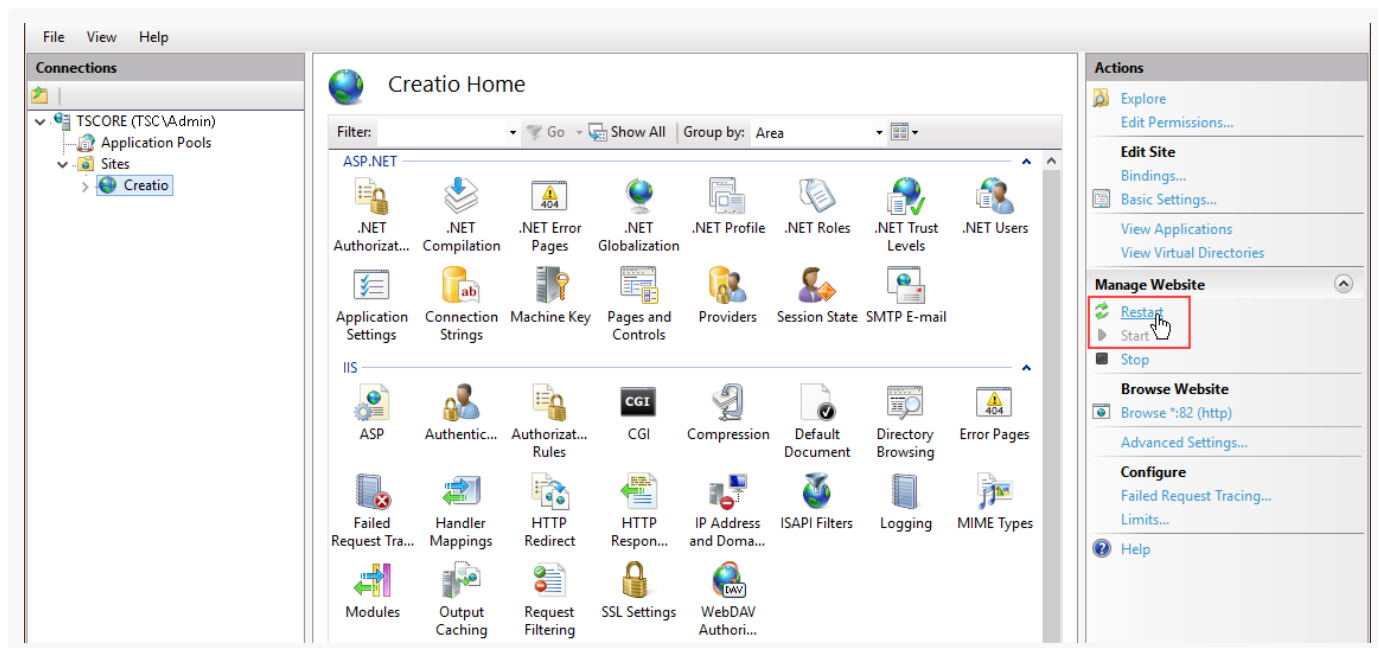 File View Help
Connections
TSCORE (TSC\Admin)
Application Pools
Sites
Creatio
Creatio Home
Filter: Go Show All Group by: Area
ASP.NET
.NET Authorizat...
.NET Compilation
.NET Error Pages
.NET Globalization
.NET Profile
.NET Roles
.NET Trust Levels
.NET Users
Application Settings
Connection Strings
Machine Key
Pages and Controls
Providers
Session State
SMTP E-mail
IIS
ASP
Authentic...
Authorizat... Rules
CGI
Compression
Default Document
Directory Browsing
Error Pages
Failed Request Tra...
Handler Mappings
HTTP Redirect
HTTP Respon...
IP Address and Doma...
ISAPI Filters
Logging
MIME Types
Modules
Output Caching
Request Filtering
SSL Settings
WebDAV Authori...
404
ab
CGI
404
DAV
Actions
Explore
Edit Permissions...
Edit Site
Bindings...
Basic Settings...
View Applications
View Virtual Directories
Manage Website
Restart
Start
Stop
Browse Website
Browse *:82 (http)
Advanced Settings...
Configure
Failed Request Tracing...
Limits...
Help